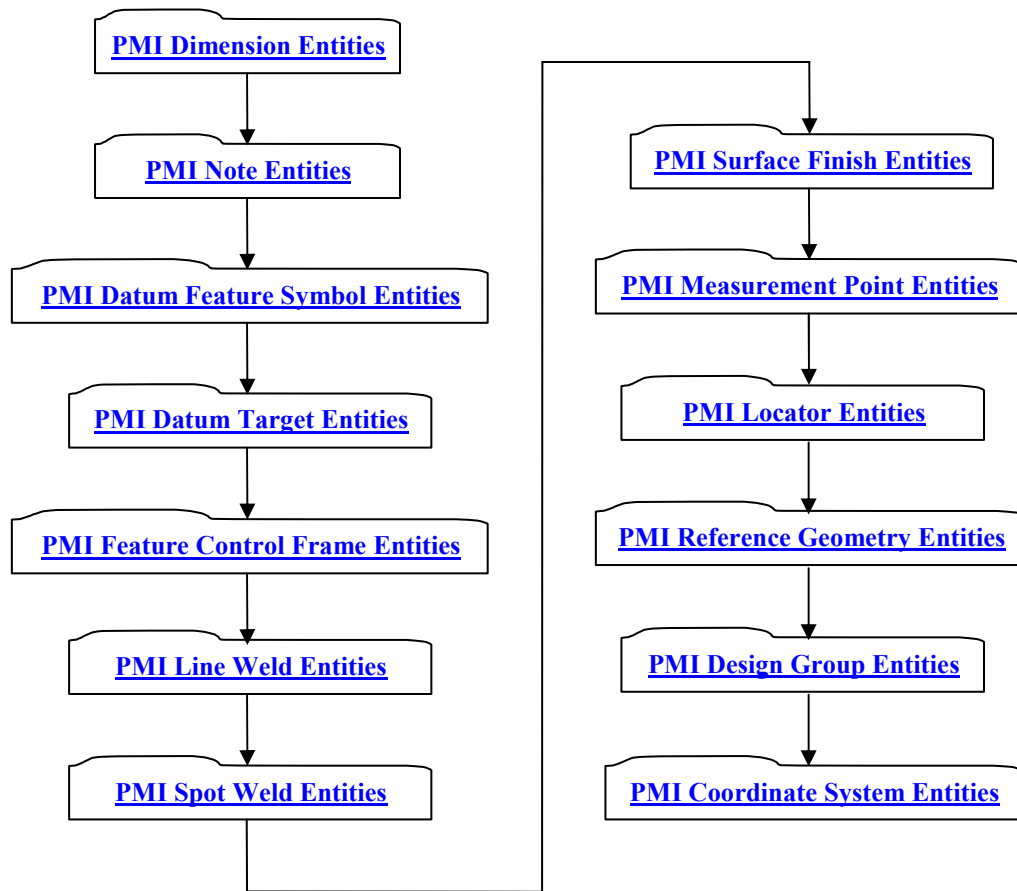 PMI Dimension Entities
PMI Note Entities
PMI Datum Feature Symbol Entities
PMI Datum Target Entities
PMI Feature Control Frame Entities
PMI Line Weld Entities
PMI Spot Weld Entities
PMI Surface Finish Entities
PMI Measurement Point Entities
PMI Locator Entities
PMI Reference Geometry Entities
PMI Design Group Entities
PMI Coordinate System Entities